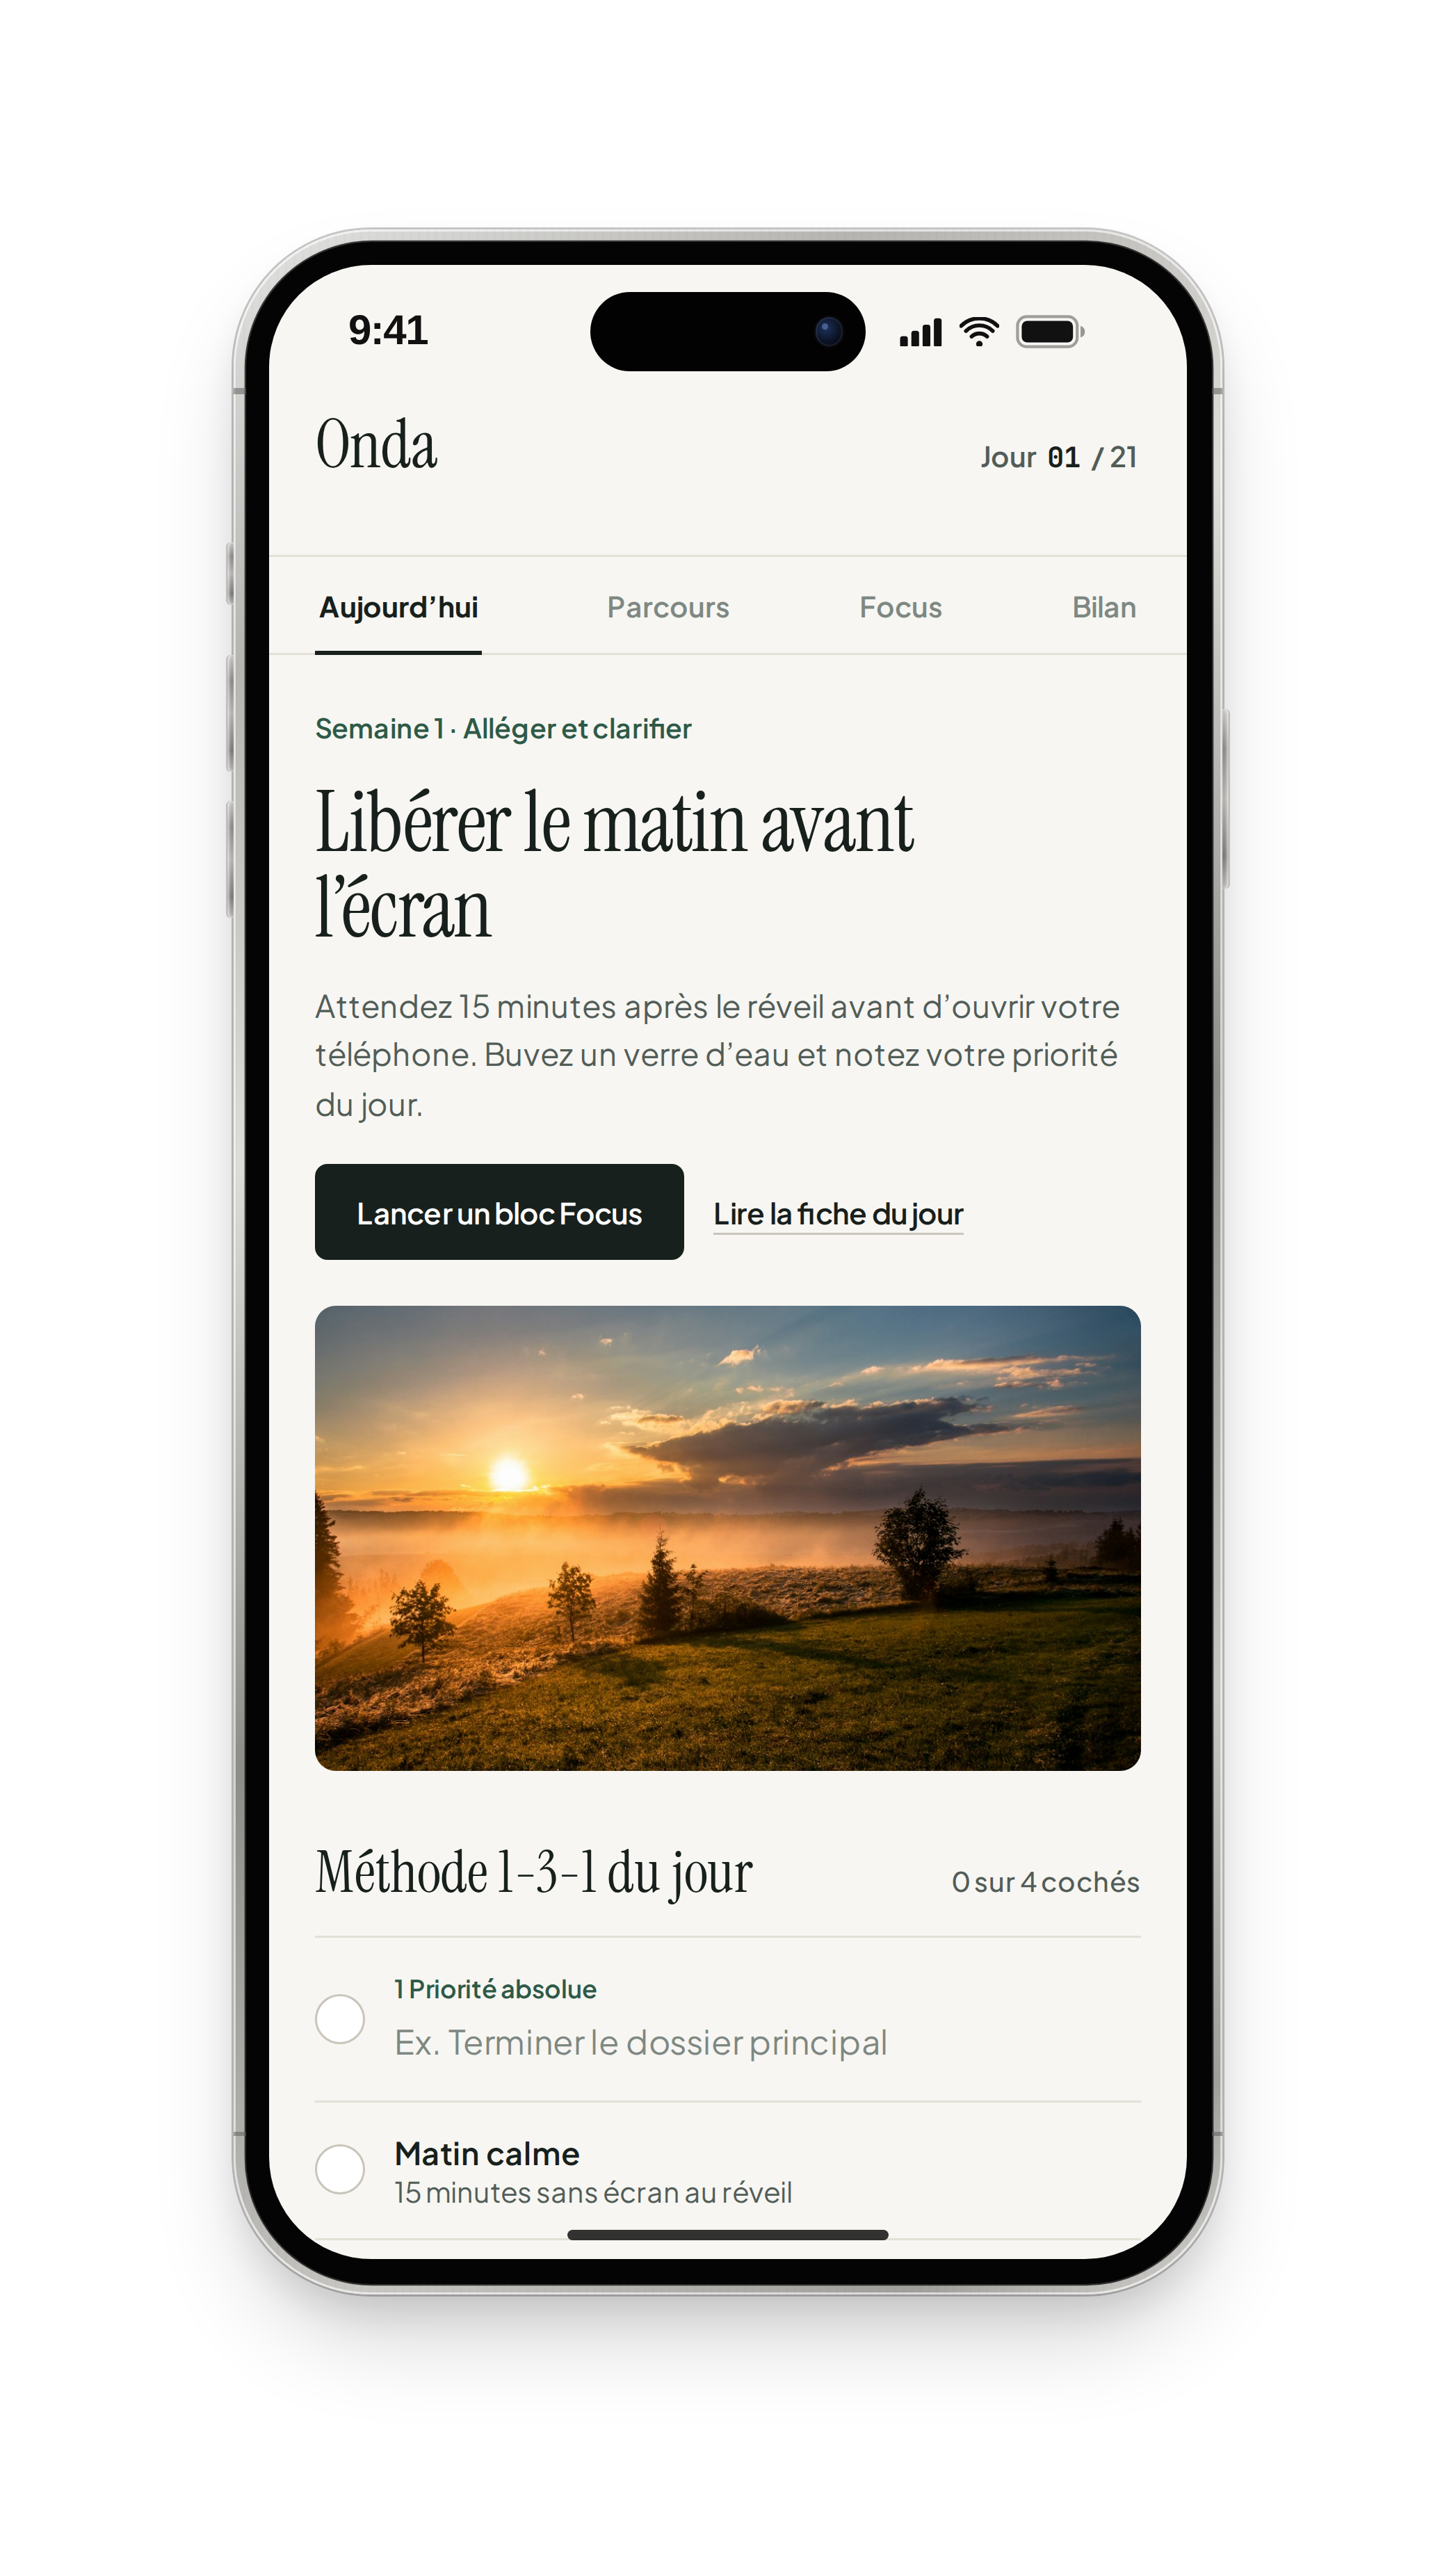 9:41
Onda
Jour 01 / 21
Aujourd’hui Parcours Focus Bilan
Semaine 1 · Alléger et clarifier
Libérer le matin avant
l’écran
Attendez 15 minutes après le réveil avant d’ouvrir votre
téléphone. Buvez un verre d’eau et notez votre priorité
du jour.
Lancer un bloc Focus Lire la fiche du jour
Méthode 1-3-1 du jour 0 sur 4 cochés
1 Priorité absolue
Ex. Terminer le dossier principal
Matin calme
15 minutes sans écran au réveil